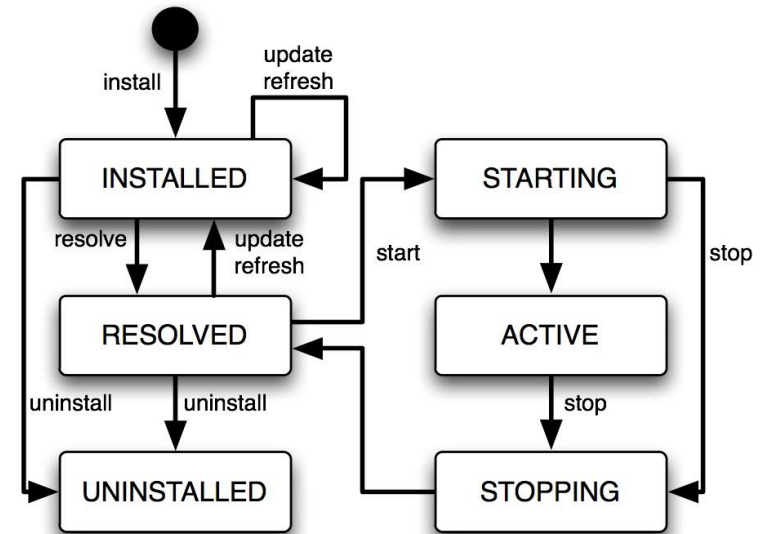 update
refresh
install
INSTALLED
STARTING
resolve
update
refresh
start
stop
RESOLVED
ACTIVE
uninstall
uninstall
stop
UNINSTALLED
STOPPING